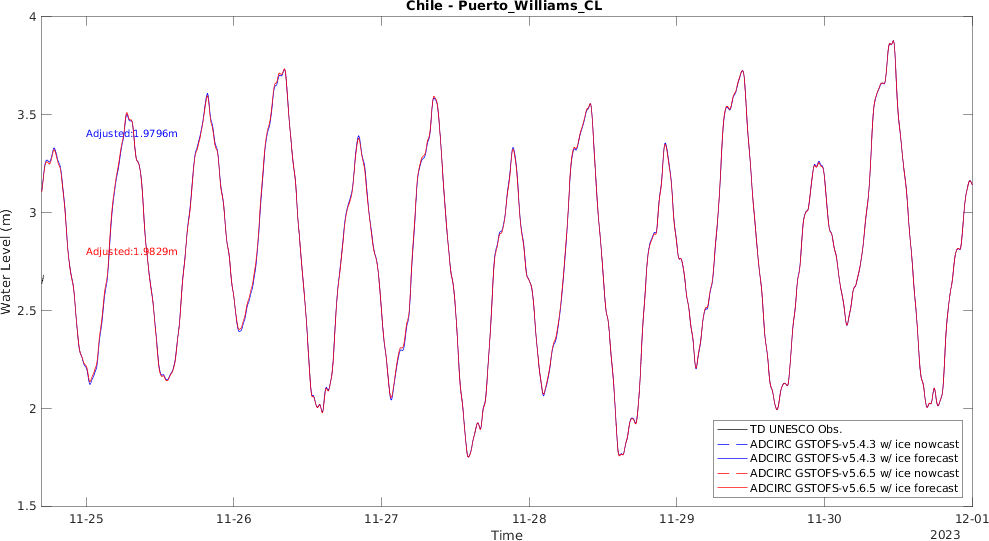 Chile - Puerto_Williams_CL
4
3.5
3
2.5
2
1.5
Water Level (m)
Adjusted:1.9796m
Adjusted:1.9829m
TD UNESCO Obs.
ADCIRC GSTOFS-v5.4.3 w/ ice nowcast
ADCIRC GSTOFS-v5.4.3 w/ ice forecast
ADCIRC GSTOFS-v5.6.5 w/ ice nowcast
ADCIRC GSTOFS-v5.6.5 w/ ice forecast
11-25 11-26 11-27 11-28 11-29 11-30 12-01
Time
2023